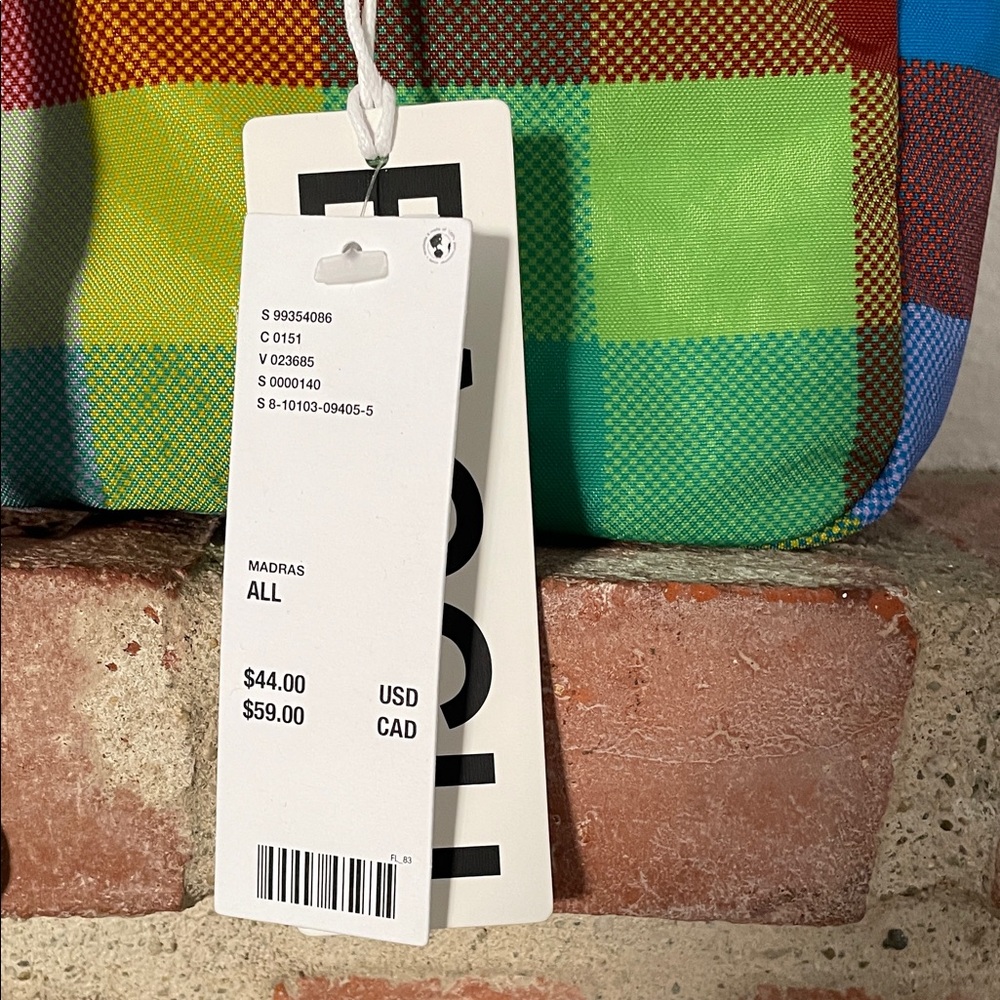 S 99354086
C 0151
V 023685
S 0000140
S 8-10103-09405-5
MADRAS
ALL
$44.00 USD
$59.00 CAD
FL_83